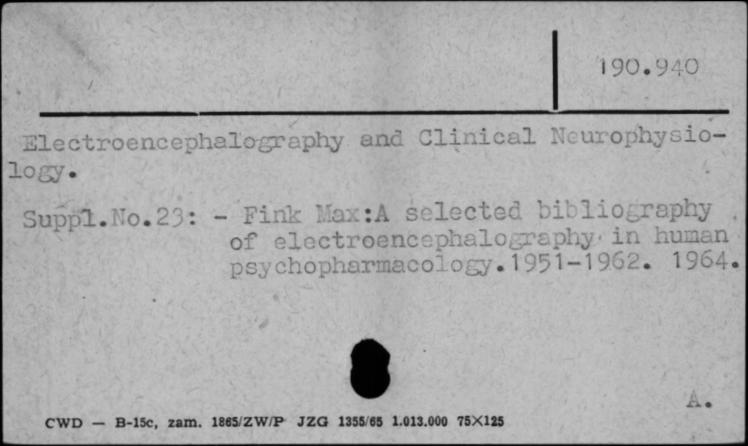 190.940
Electroencephalography and Clinical Neurophysio-
logy.
Suppl.No.23: - Fink Max:A selected bibliography
of electroencephalography in human
psychopharmacology.1951-1962. 1964.
A.
CWD — B-15c, zam. 1865/ZW/P JZG 1355/65 1.013.000 75X125